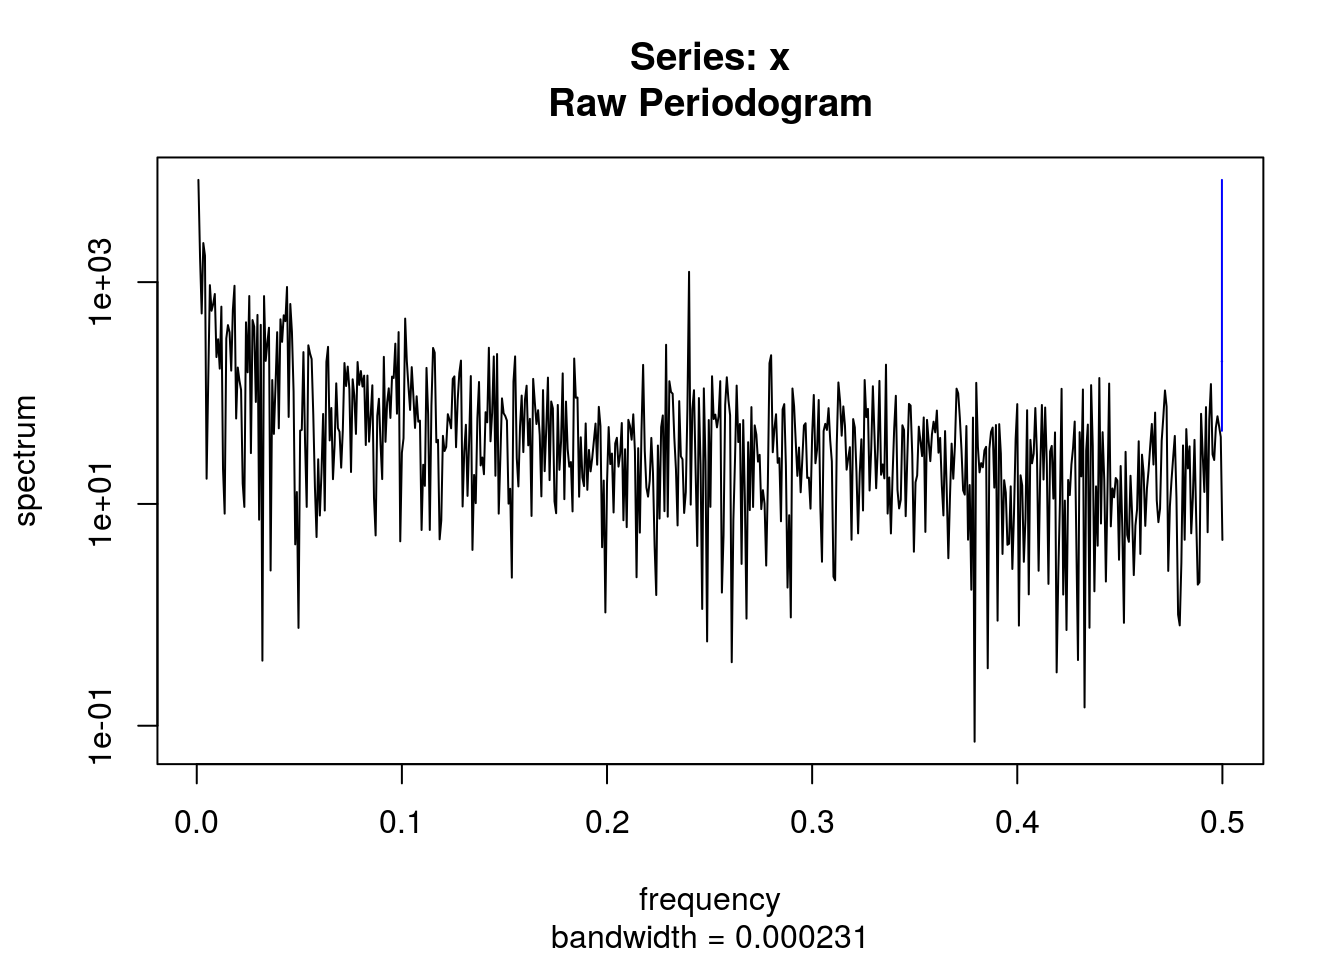 Series: x
Raw Periodogram
spectrum
1e+03
1e+01
1e-01
0.0 0.1 0.2 0.3 0.4 0.5
frequency
bandwidth = 0.000231